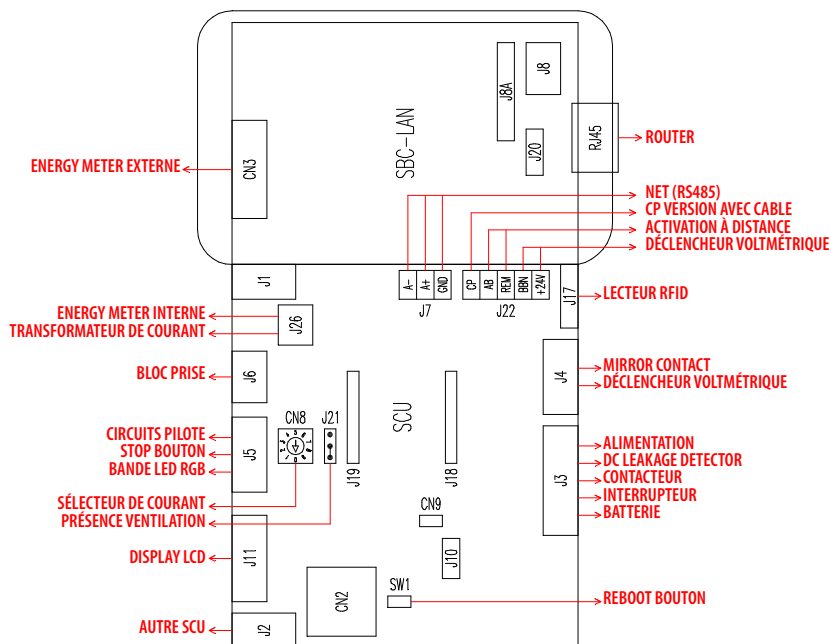 J8
J8A
J20
RJ45
ROUTER
SBC-LAN
ENERGY METER EXTERNE
CN3
NET (RS485)
CP VERSION AVEC CABLE
ACTIVATION À DISTANCE
DÉCLENCHEUR VOLTMÉTRIQUE
A-
A+
GND
J7
CP
AB
REM
BBN
+24V
J22
J1
J17
LECTEUR RFID
ENERGY METER INTERNE
TRANSFORMATEUR DE COURANT
J26
BLOC PRISE
J6
J4
MIRROR CONTACT
DÉCLENCHEUR VOLTMÉTRIQUE
CIRCUITS PILOTE
STOP BOUTON
BANDE LED RGB
J5
CN8
J21
J19
SCU
J18
J3
ALIMENTATION
DC LEAKAGE DETECTOR
CONTACTEUR
INTERRUPTEUR
BATTERIE
SÉLECTEUR DE COURANT
PRÉSENCE VENTILATION
CN9
DISPLAY LCD
J11
J10
CN2
SW1
REBOOT BOUTON
AUTRE SCU
J2